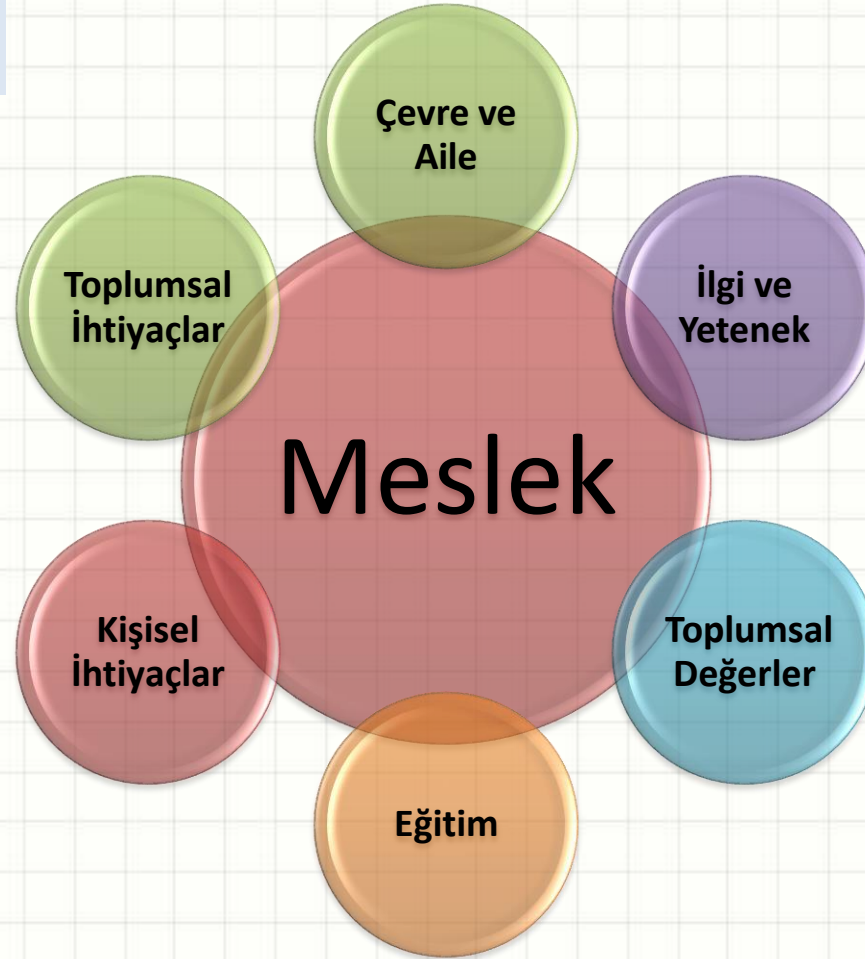 Çevre ve
Aile
İlgi ve
Yetenek
Toplumsal
Değerler
Eğitim
Kişisel
İhtiyaçlar
Toplumsal
İhtiyaçlar
Meslek